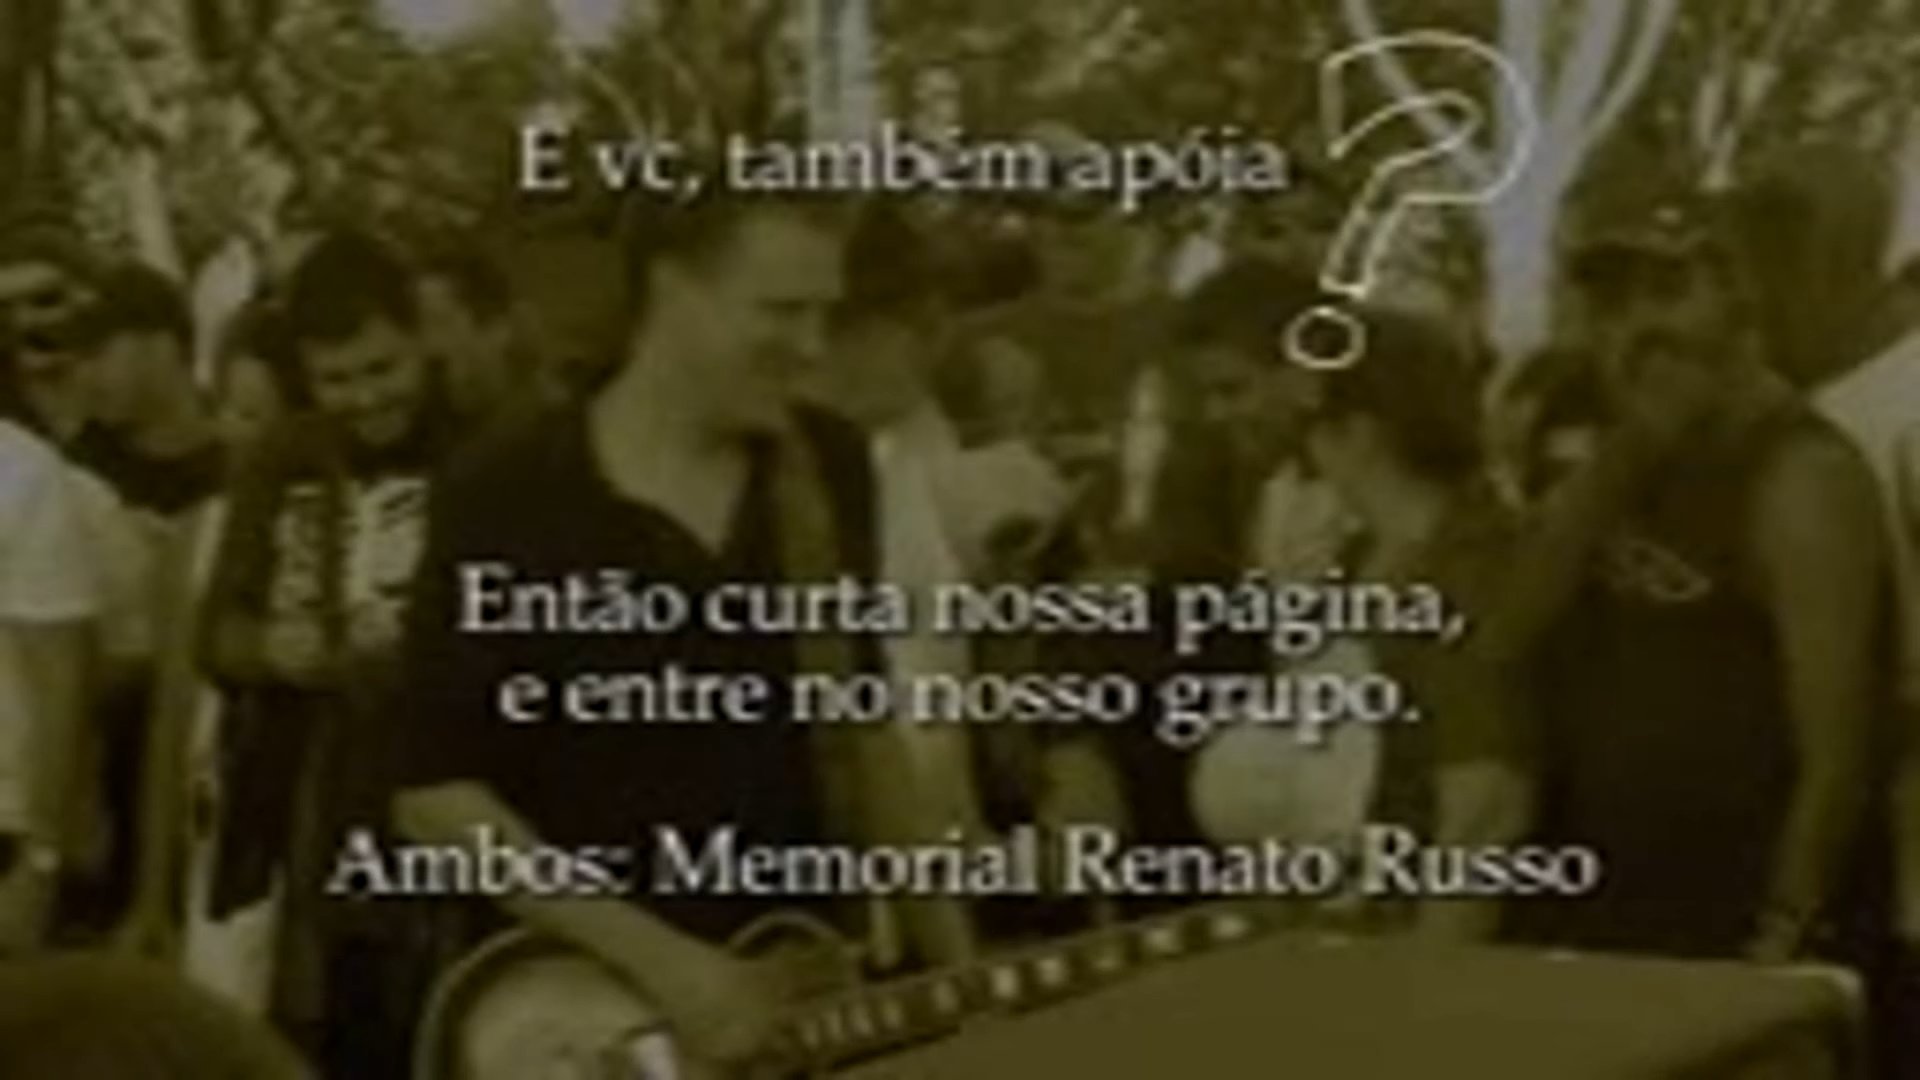 E vc, também apóia ?
Então curta nossa página,
e entre no nosso grupo.
Ambos: Memorial Renato Russo